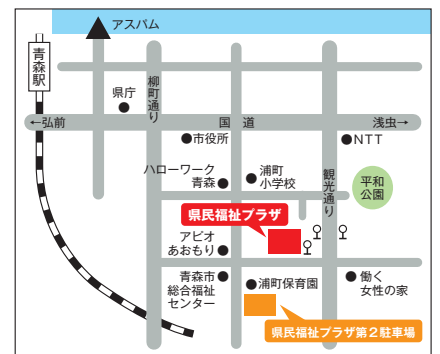 アスパム
青森駅
県庁
柳町通り
←弘前
国道
浅虫→
市役所
NTT
ハローワーク
青森
浦町
小学校
観光通り
平和
公園
県民福祉プラザ
アピオ
あおもり
青森市
総合福祉
センター
浦町保育園
働く
女性の家
県民福祉プラザ第2駐車場